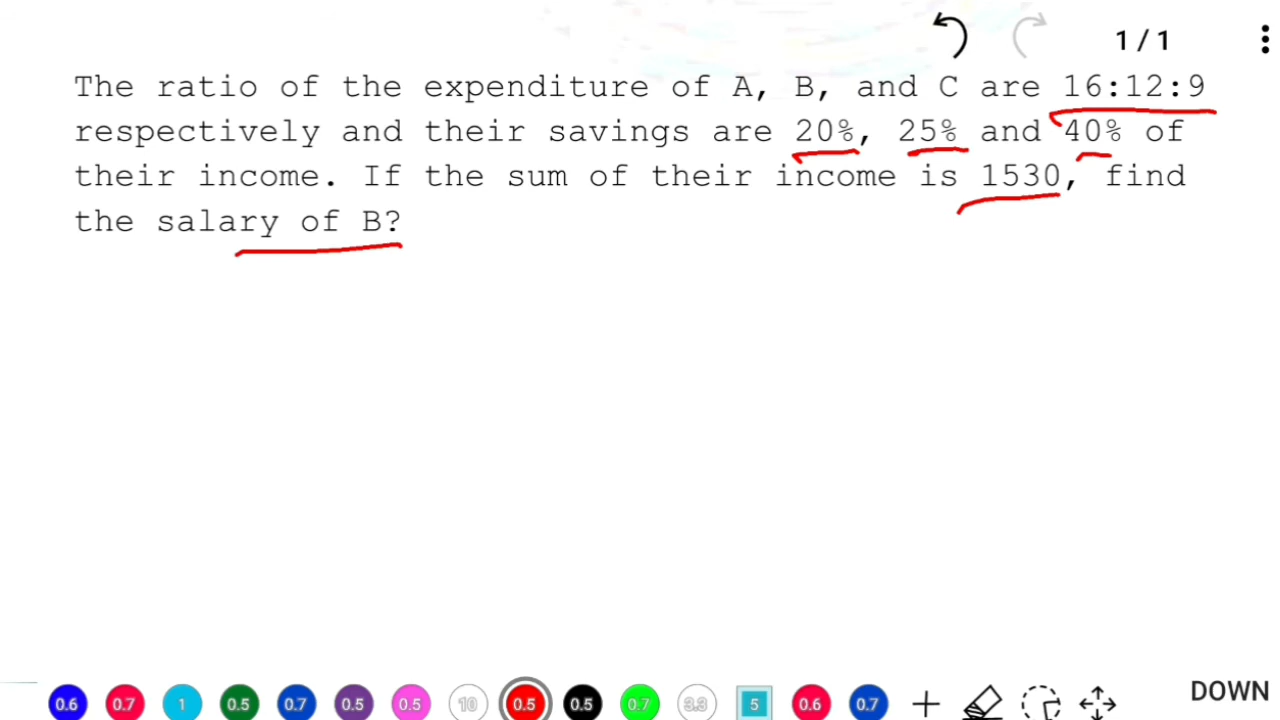 1 / 1
The ratio of the expenditure of A, B, and C are 16:12:9
respectively and their savings are 20%, 25% and 40% of
their income. If the sum of their income is 1530, find
the salary of B?
DOWN
0.6 0.7 1 0.5 0.7 0.5 0.5 10 0.5 0.5 0.7 3.3 5 0.6 0.7